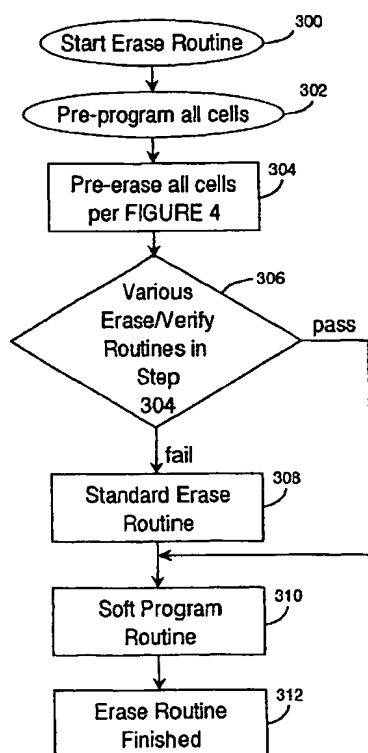 300
Start Erase Routine
302
Pre-program all cells
304
Pre-erase all cells
per FIGURE 4
306
Various
Erase/Verify
Routines in
Step
304
pass
fail
308
Standard Erase
Routine
310
Soft Program
Routine
312
Erase Routine
Finished